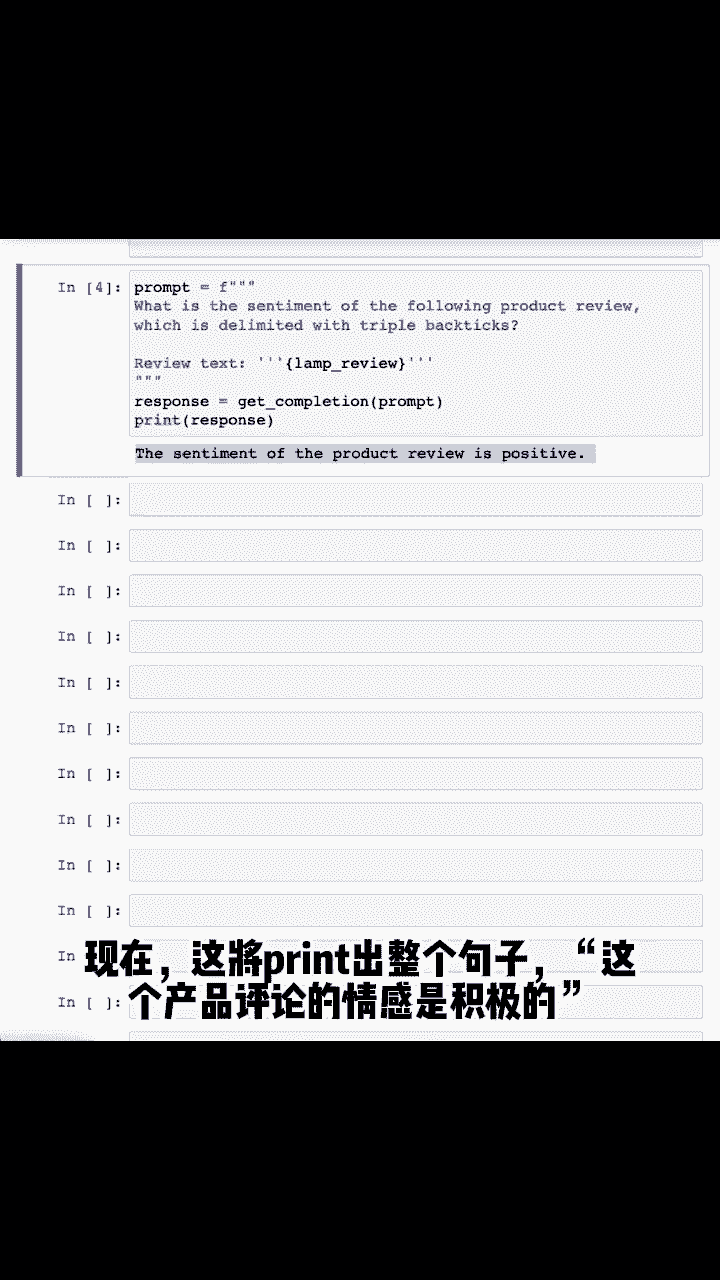 In [4]: prompt = f"""
What is the sentiment of the following product review,
which is delimited with triple backticks?
Review text: '''{lamp_review}'''
"""
response = get_completion(prompt)
print(response)
The sentiment of the product review is positive.
In [ ]:
In [ ]:
In [ ]:
In [ ]:
In [ ]:
In [ ]:
In [ ]:
In [ ]:
In [ ]:
In [ ]:
In
现在，这將print出整个句子，“这
In [ ]:
个产品评论的情感是积极的”